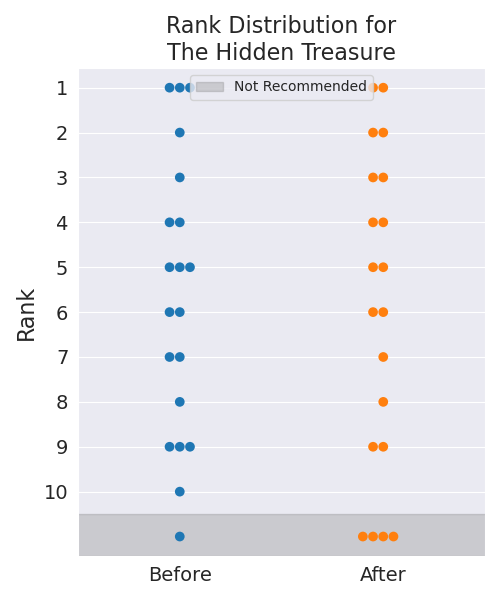 Rank Distribution for
The Hidden Treasure
Not Recommended
1
2
3
4
5
6
7
8
9
10
Rank
Before After